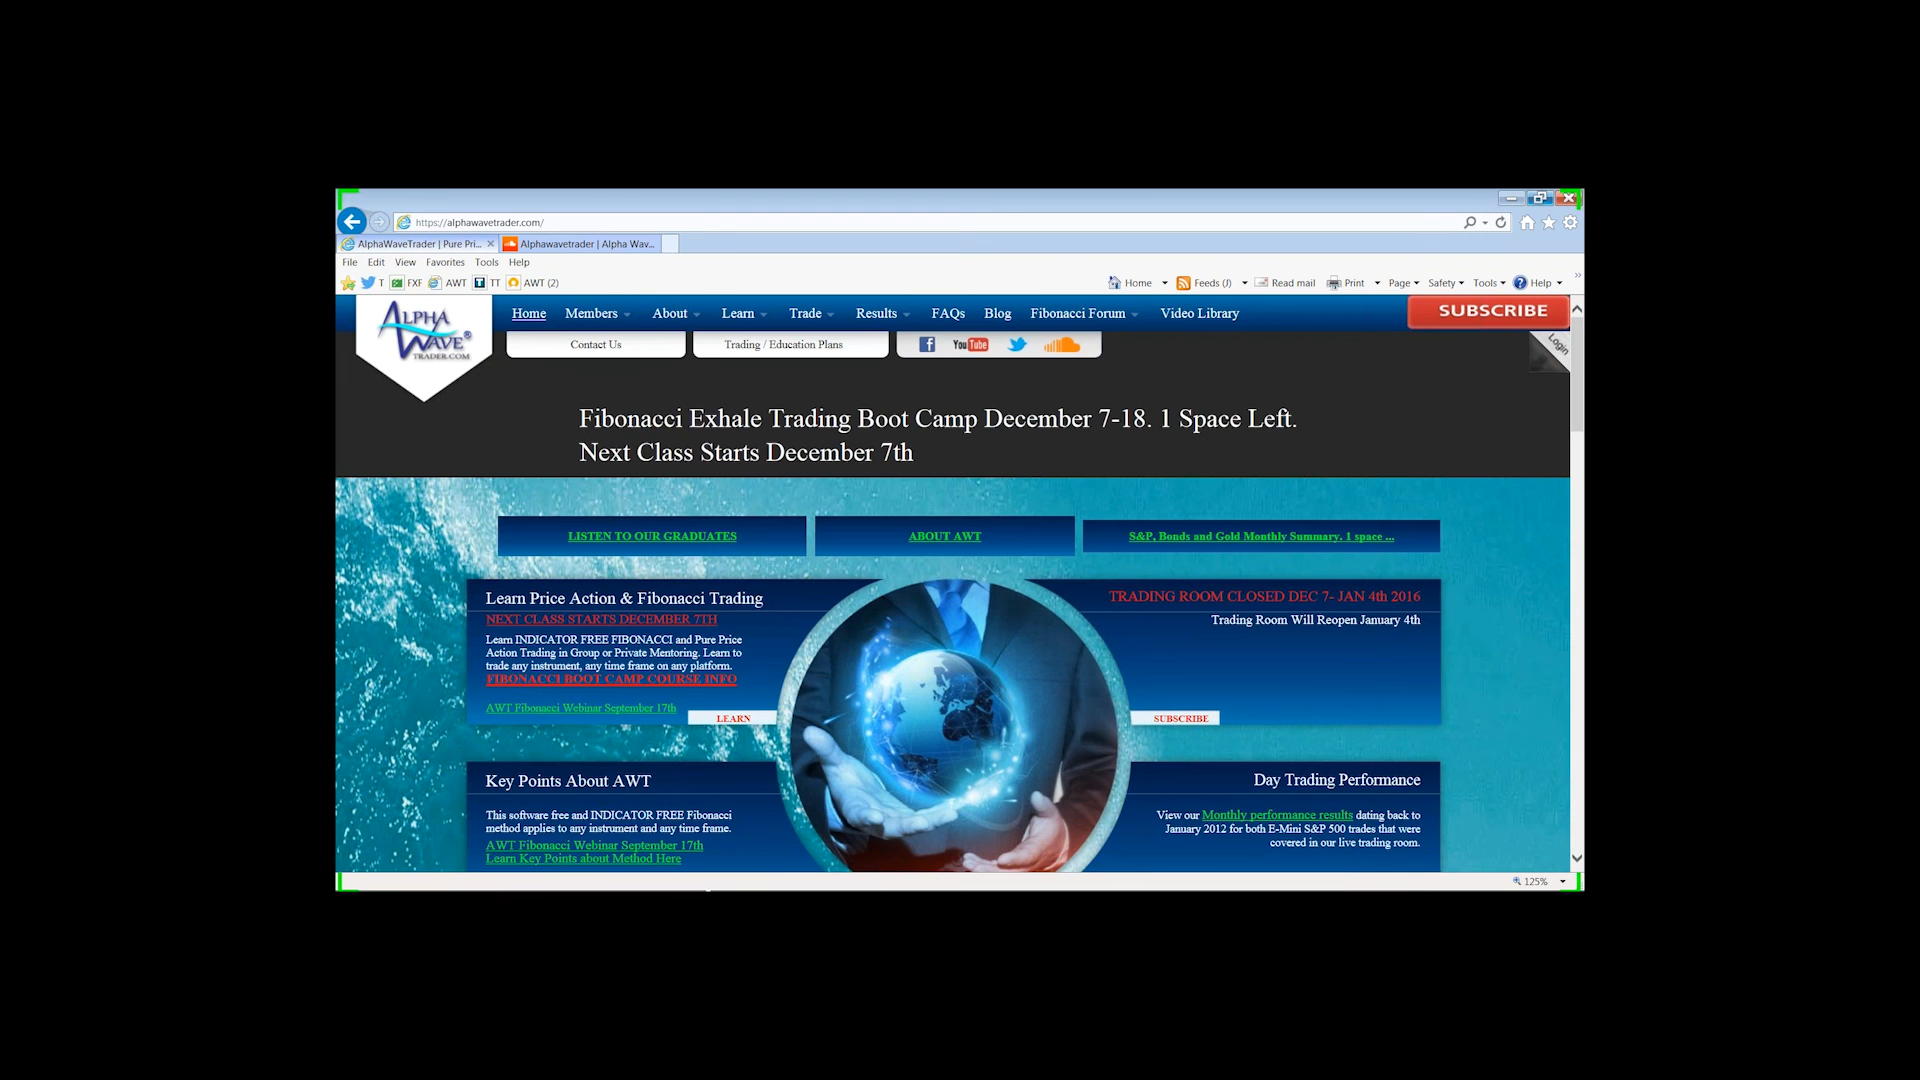 https://alphawavetrader.com/
AlphaWaveTrader | Pure Pri...
Alphawavetrader | Alpha Wav...
File Edit View Favorites Tools Help
T FXF AWT TT AWT (2)
Home Feeds (J) Read mail Print Page Safety Tools Help
ALPHA WAVE® TRADER.COM
Home Members About Learn Trade Results FAQs Blog Fibonacci Forum Video Library
SUBSCRIBE
Contact Us
Trading / Education Plans
f You Tube
Login
Fibonacci Exhale Trading Boot Camp December 7-18. 1 Space Left.
Next Class Starts December 7th
LISTEN TO OUR GRADUATES
ABOUT AWT
S&P, Bonds and Gold Monthly Summary. 1 space ...
Learn Price Action & Fibonacci Trading
NEXT CLASS STARTS DECEMBER 7TH
Learn INDICATOR FREE FIBONACCI and Pure Price
Action Trading in Group or Private Mentoring. Learn to
trade any instrument, any time frame on any platform.
FIBONACCI BOOT CAMP COURSE INFO
AWT Fibonacci Webinar September 17th
LEARN
TRADING ROOM CLOSED DEC 7- JAN 4th 2016
Trading Room Will Reopen January 4th
SUBSCRIBE
Key Points About AWT
This software free and INDICATOR FREE Fibonacci
method applies to any instrument and any time frame.
AWT Fibonacci Webinar September 17th
Learn Key Points about Method Here
Day Trading Performance
View our Monthly performance results dating back to
January 2012 for both E-Mini S&P 500 trades that were
covered in our live trading room.
125%